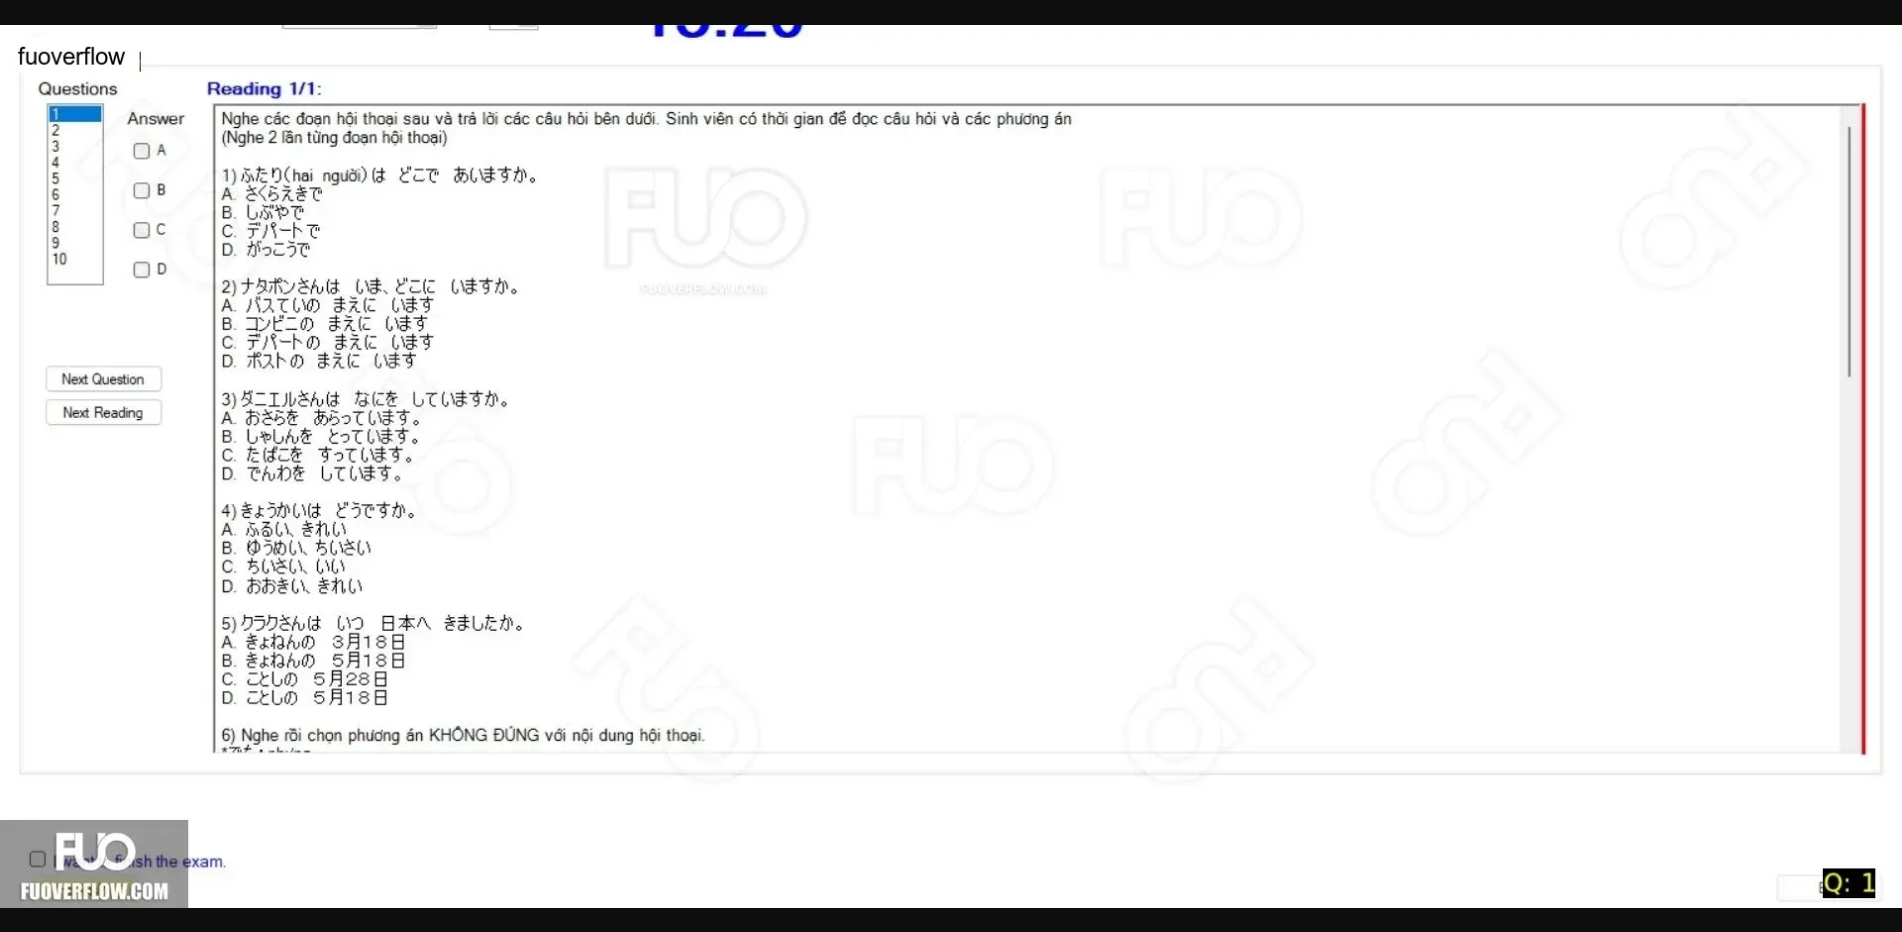 fuoverflow
Questions
Reading 1/1:
1
2
3
4
5
6
7
8
9
10
Answer
A
B
C
D
Next Question
Next Reading
Nghe các đoạn hội thoại sau và trả lời các câu hỏi bên dưới. Sinh viên có thời gian để đọc câu hỏi và các phương án
(Nghe 2 lần từng đoạn hội thoại)
1) ふたり(hai người) は どこで あいますか。
A. さくらえきで
B. しぶやで
C. デパートで
D. がっこうで
2) ナタポンさんは いま、どこに いますか。
A. バスていの まえに います
B. コンビニの まえに います
C. デパートの まえに います
D. ポストの まえに います
3) ダニエルさんは なにを していますか。
A. おさらを あらっています。
B. しゃしんを とっています。
C. たばこを すっています。
D. でんわを しています。
4) きょうかいは どうですか。
A. ふるい、きれい
B. ゆうめい、ちいさい
C. ちいさい、いい
D. おおきい、きれい
5) クラクさんは いつ 日本へ きましたか。
A. きょねんの 3月18日
B. きょねんの 5月18日
C. ことしの 5月28日
D. ことしの 5月18日
6) Nghe rồi chọn phương án KHÔNG ĐÚNG với nội dung hội thoại.
FUO
FUOVERFLOW.COM
the exam.
FUO
FUOVERFLOW.COM
Q: 1